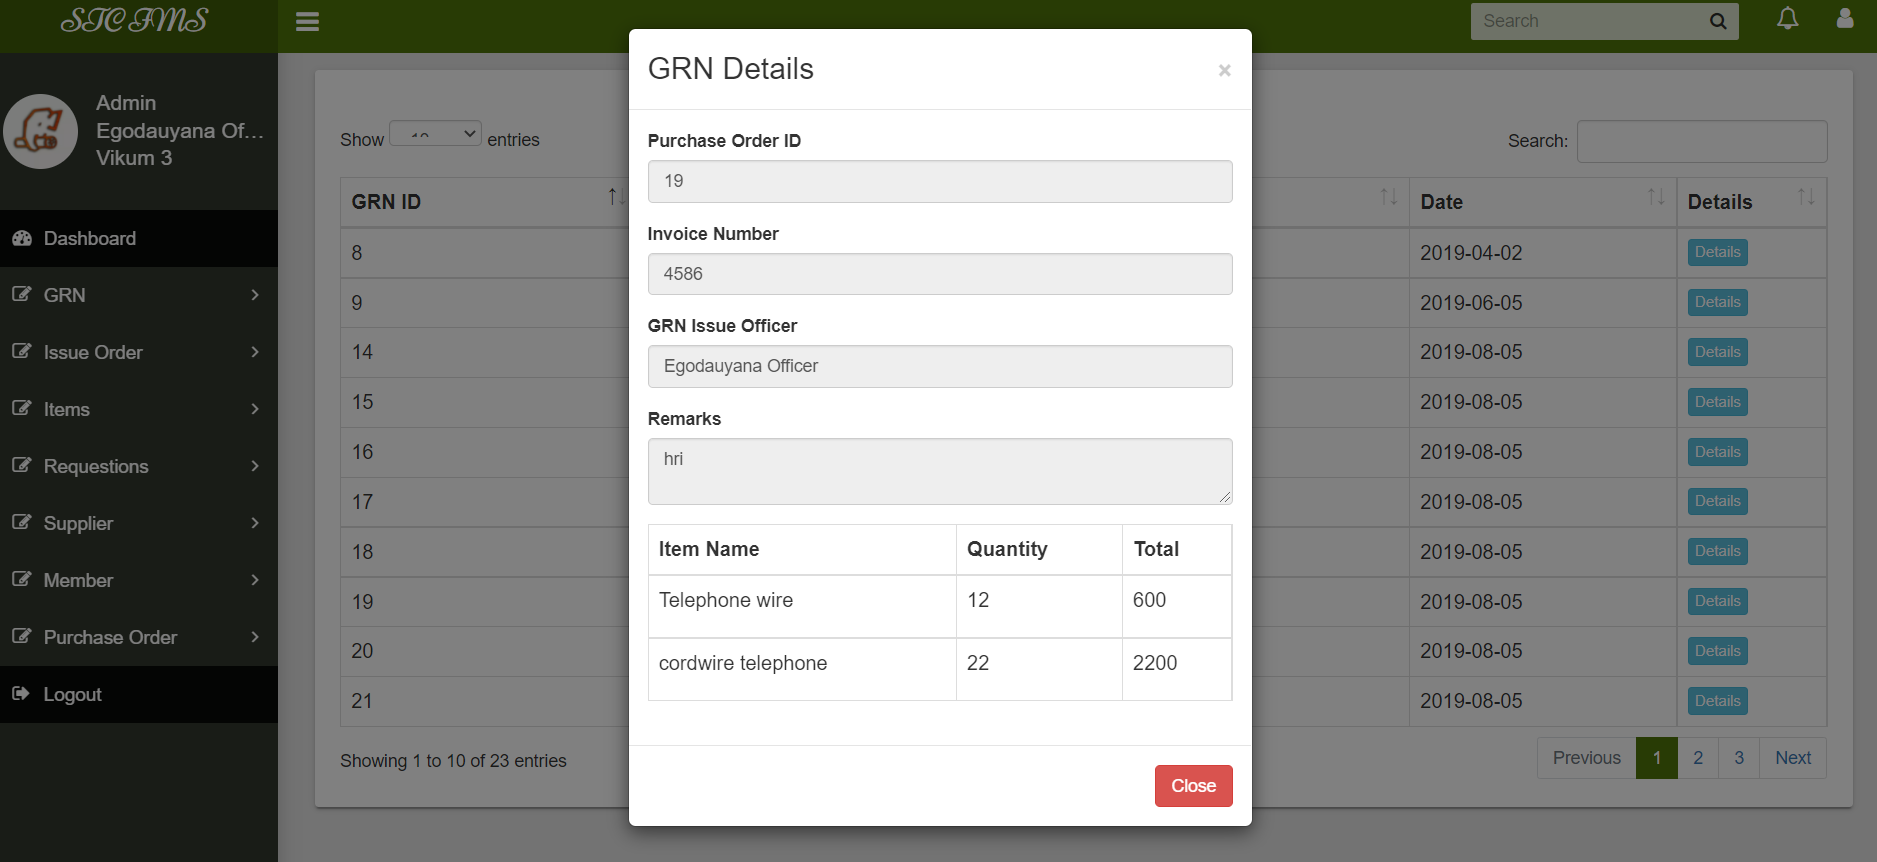 STC FMS
Search
Admin
Egodauyana Of...
Vikum 3
Dashboard
GRN
Issue Order
Items
Requestions
Supplier
Member
Purchase Order
Logout
Show entries
Search:
GRN ID Date Details
8 2019-04-02 Details
9 2019-06-05 Details
14 2019-08-05 Details
15 2019-08-05 Details
16 2019-08-05 Details
17 2019-08-05 Details
18 2019-08-05 Details
19 2019-08-05 Details
20 2019-08-05 Details
21 2019-08-05 Details
Showing 1 to 10 of 23 entries
Previous 1 2 3 Next
GRN Details
×
Purchase Order ID
19
Invoice Number
4586
GRN Issue Officer
Egodauyana Officer
Remarks
hri
Item Name Quantity Total
Telephone wire 12 600
cordwire telephone 22 2200
Close